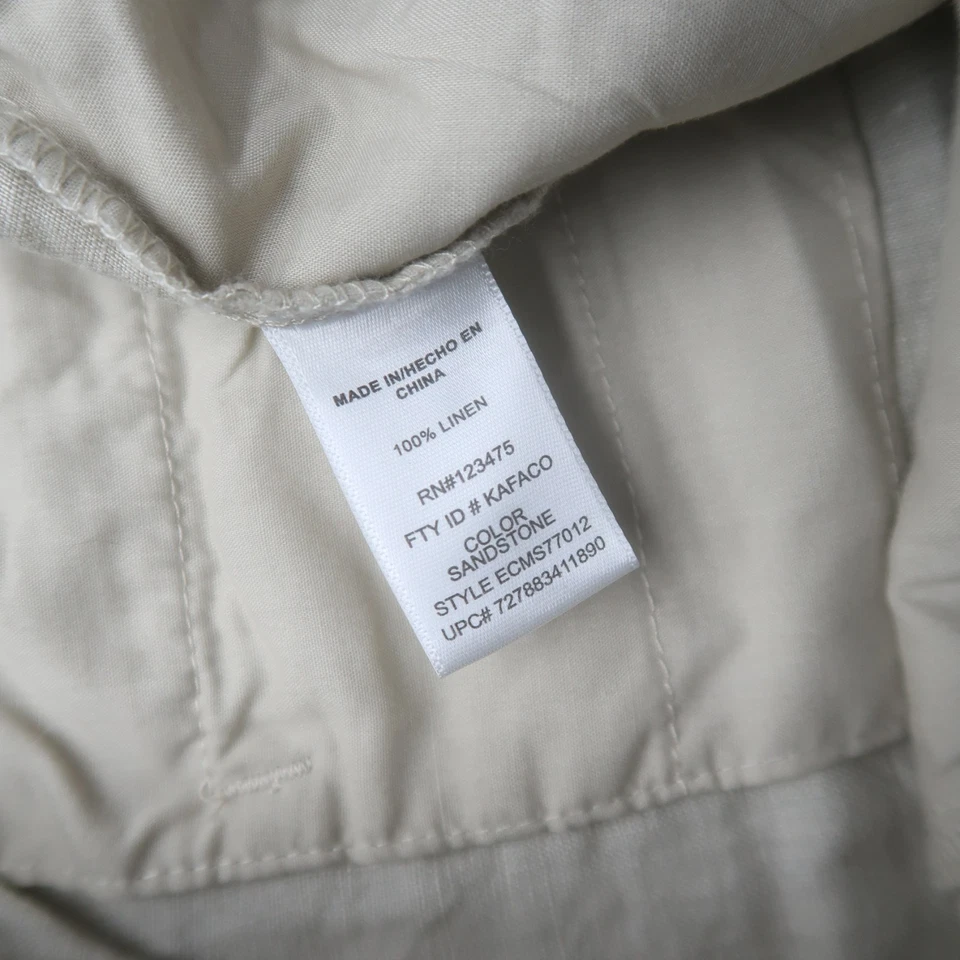 MADE IN/HECHO EN
CHINA
100% LINEN
RN#123475
FTY ID # KAFACO
COLOR
SANDSTONE
STYLE ECMS77012
UPC# 727883411890